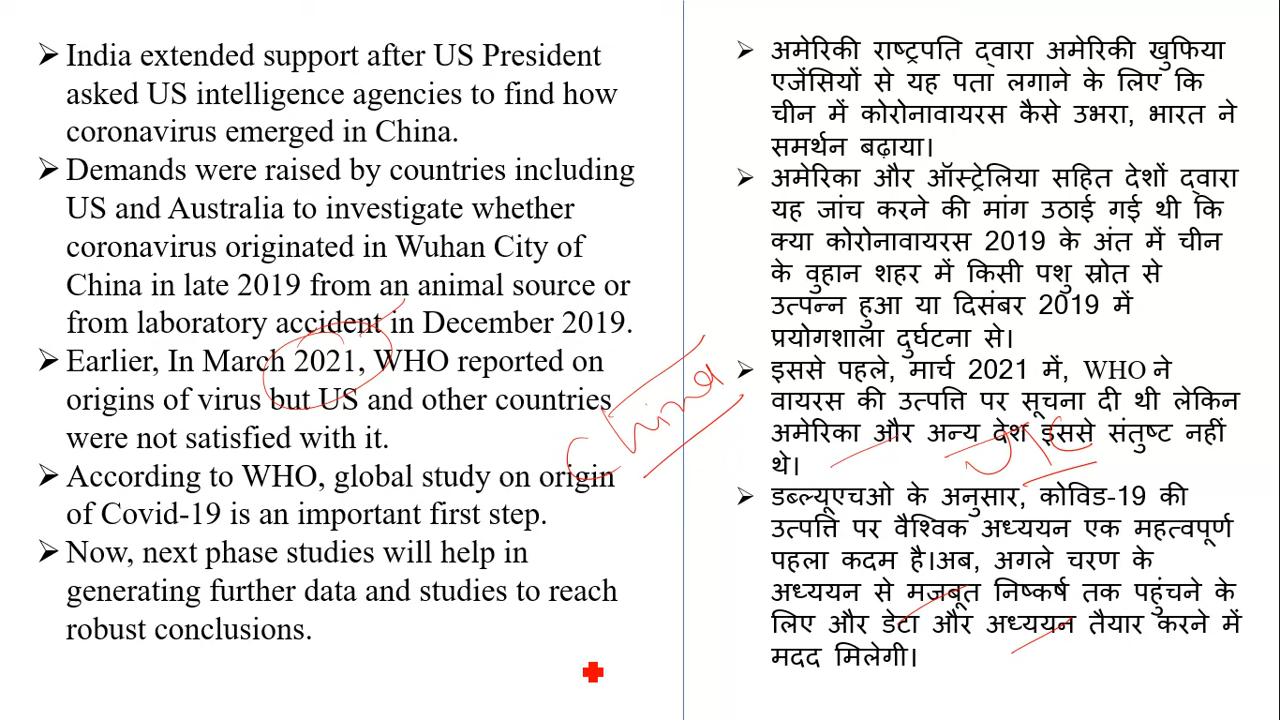 ➢ India extended support after US President
asked US intelligence agencies to find how
coronavirus emerged in China.
➢ Demands were raised by countries including
US and Australia to investigate whether
coronavirus originated in Wuhan City of
China in late 2019 from an animal source or
from laboratory accident in December 2019.
➢ Earlier, In March 2021, WHO reported on
origins of virus but US and other countries
were not satisfied with it.
➢ According to WHO, global study on origin
of Covid-19 is an important first step.
➢ Now, next phase studies will help in
generating further data and studies to reach
robust conclusions.
China
➢ अमेरिकी राष्ट्रपति द्वारा अमेरिकी खुफिया
एजेंसियों से यह पता लगाने के लिए कि
चीन में कोरोनावायरस कैसे उभरा, भारत ने
समर्थन बढ़ाया।
➢ अमेरिका और ऑस्ट्रेलिया सहित देशों द्वारा
यह जांच करने की मांग उठाई गई थी कि
क्या कोरोनावायरस 2019 के अंत में चीन
के वुहान शहर में किसी पशु स्रोत से
उत्पन्न हुआ या दिसंबर 2019 में
प्रयोगशाला दुर्घटना से।
➢ इससे पहले, मार्च 2021 में, WHO ने
वायरस की उत्पत्ति पर सूचना दी थी लेकिन
अमेरिका और अन्य देश इससे संतुष्ट नहीं
थे।
➢ डब्ल्यूएचओ के अनुसार, कोविड-19 की
उत्पत्ति पर वैश्विक अध्ययन एक महत्वपूर्ण
पहला कदम है।अब, अगले चरण के
अध्ययन से मजबूत निष्कर्ष तक पहुंचने के
लिए और डेटा और अध्ययन तैयार करने में
मदद मिलेगी।